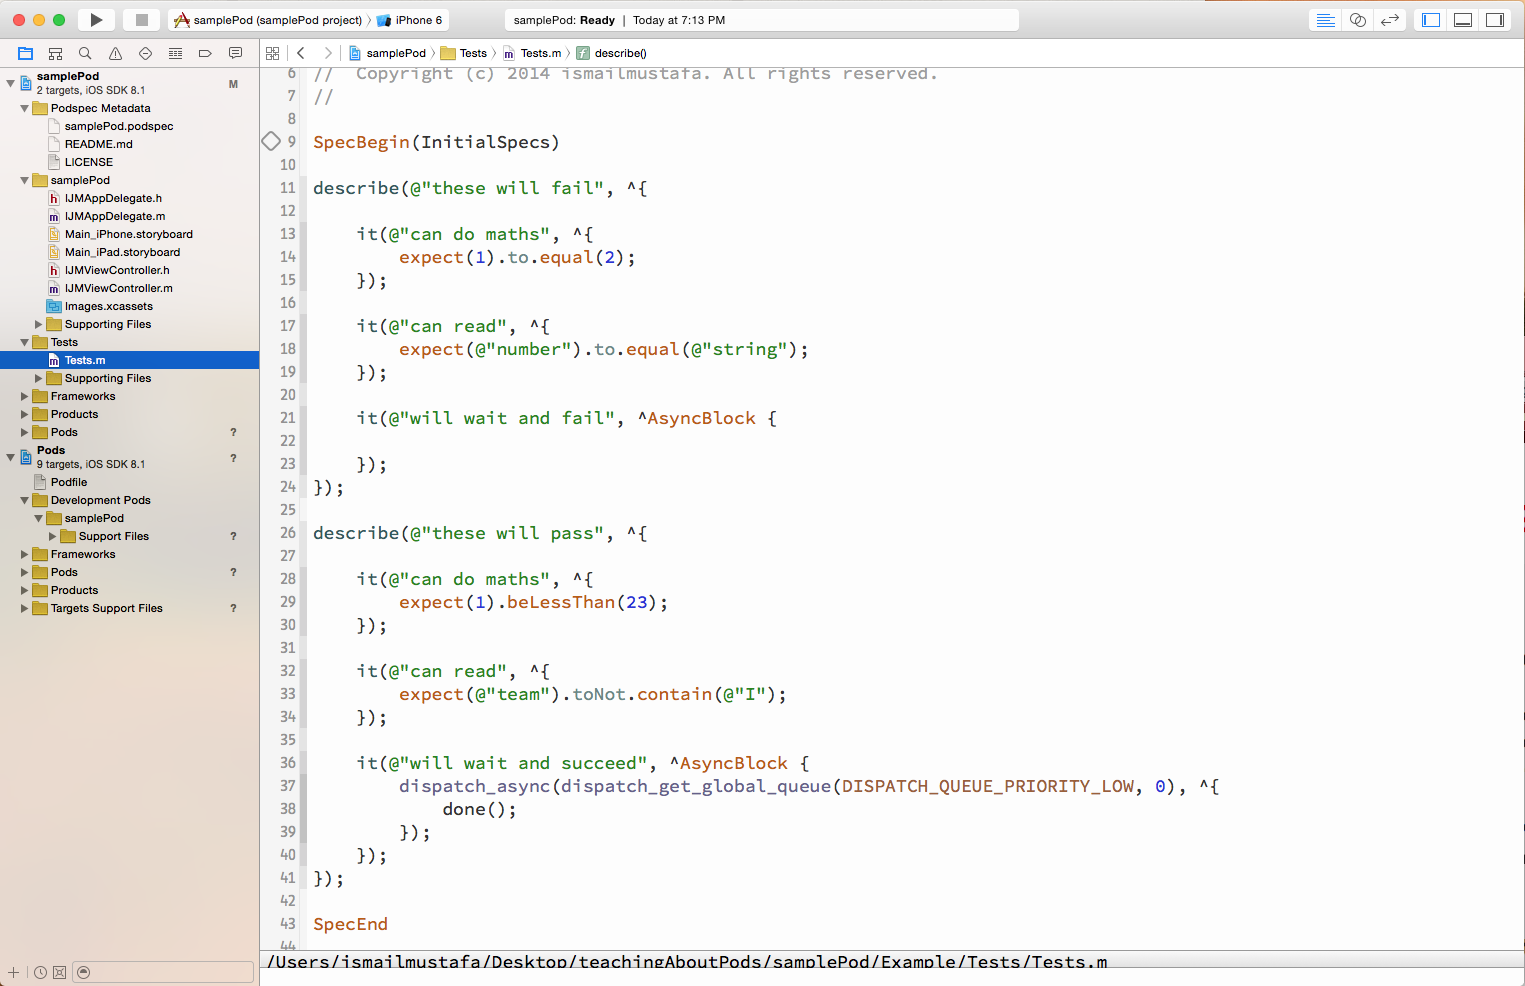 samplePod (samplePod project) iPhone 6
samplePod: Ready | Today at 7:13 PM
samplePod Tests Tests.m describe()
samplePod
2 targets, iOS SDK 8.1 M
Podspec Metadata
samplePod.podspec
README.md
LICENSE
samplePod
IJMAppDelegate.h
IJMAppDelegate.m
Main_iPhone.storyboard
Main_iPad.storyboard
IJMViewController.h
IJMViewController.m
Images.xcassets
Supporting Files
Tests
Tests.m
Supporting Files
Frameworks
Products
Pods ?
Pods
9 targets, iOS SDK 8.1 ?
Podfile
Development Pods
samplePod
Support Files ?
Frameworks
Pods ?
Products
Targets Support Files ?
6 //  Copyright (c) 2014 ismailmustafa. All rights reserved.
7 //
8
9 SpecBegin(InitialSpecs)
10
11 describe(@"these will fail", ^{
12
13     it(@"can do maths", ^{
14         expect(1).to.equal(2);
15     });
16
17     it(@"can read", ^{
18         expect(@"number").to.equal(@"string");
19     });
20
21     it(@"will wait and fail", ^AsyncBlock {
22
23     });
24 });
25
26 describe(@"these will pass", ^{
27
28     it(@"can do maths", ^{
29         expect(1).beLessThan(23);
30     });
31
32     it(@"can read", ^{
33         expect(@"team").toNot.contain(@"I");
34     });
35
36     it(@"will wait and succeed", ^AsyncBlock {
37         dispatch_async(dispatch_get_global_queue(DISPATCH_QUEUE_PRIORITY_LOW, 0), ^{
38             done();
39         });
40     });
41 });
42
43 SpecEnd
44
/Users/ismailmustafa/Desktop/teachingAboutPods/samplePod/Example/Tests/Tests.m